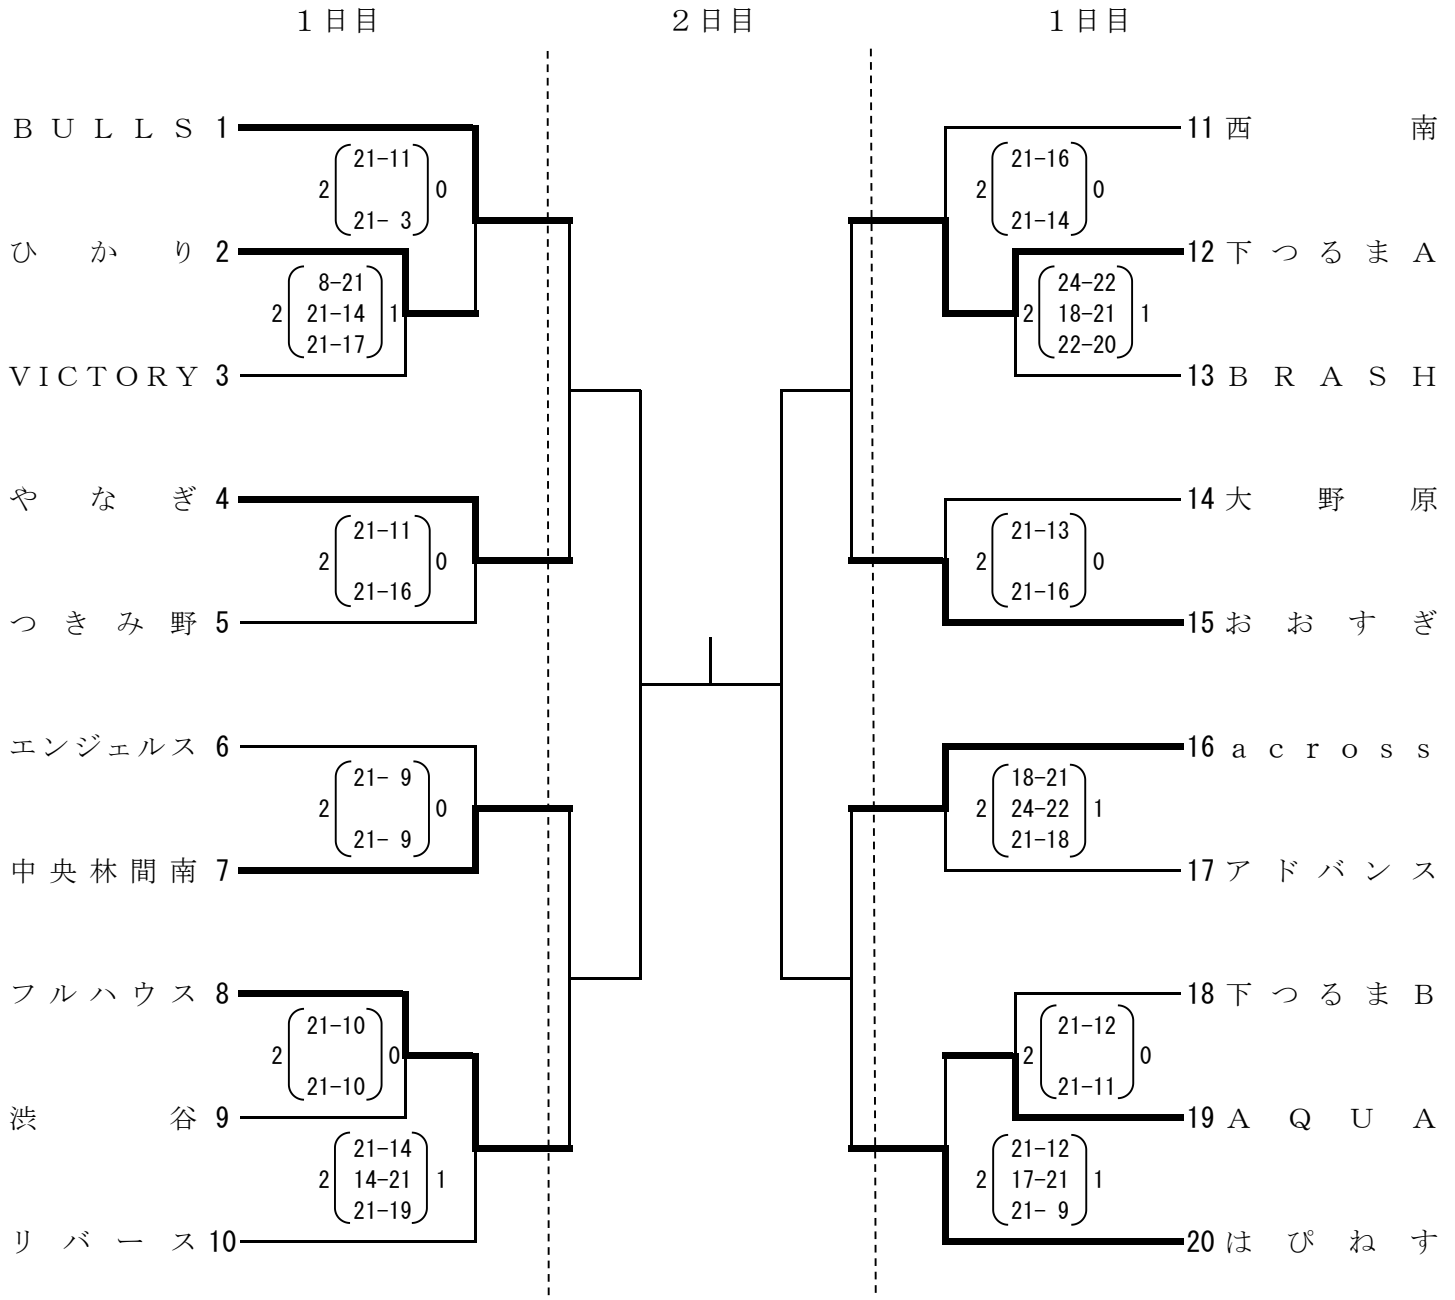 １日目 ２日目 １日目
ＢＵＬＬＳ 1 11 西南
21-11 21-16
2 0 2 0
21- 3 21-14
ひかり 2 12 下つるまＡ
8-21 24-22
2 21-14 1 2 18-21 1
21-17 22-20
ＶＩＣＴＯＲＹ 3 13 ＢＲＡＳＨ
やなぎ 4 14 大野原
21-11 21-13
2 0 2 0
21-16 21-16
つきみ野 5 15 おおすぎ
エンジェルス 6 16 ａｃｒｏｓｓ
21- 9 18-21
2 0 2 24-22 1
21- 9 21-18
中央林間南 7 17 アドバンス
フルハウス 8 18 下つるまＢ
21-10 21-12
2 0 2 0
21-10 21-11
渋谷 9 19 ＡＱＵＡ
21-14 21-12
2 14-21 1 2 17-21 1
21-19 21- 9
リバース 10 20 はぴねす